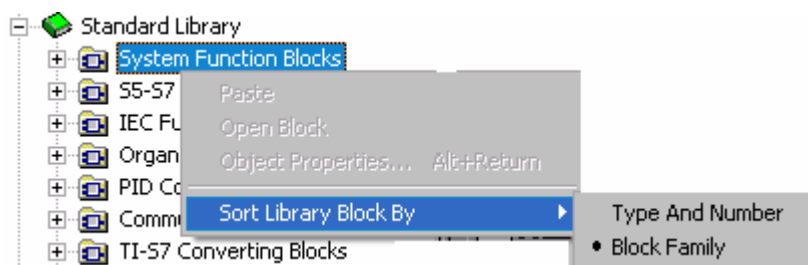 Standard Library
System Function Blocks
S5-S7
Paste
IEC Fu
Open Block
Organ
Object Properties... Alt+Return
PID Co
Sort Library Block By
Type And Number
Commu
Block Family
TI-S7 Converting Blocks